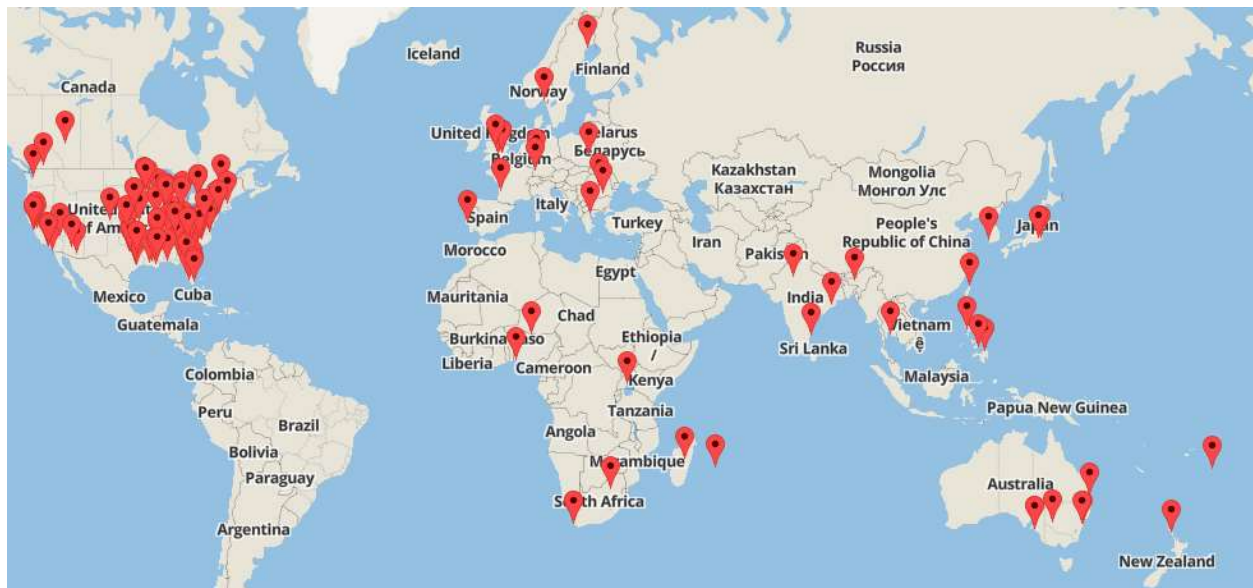 Iceland
Russia
Россия
Finland
Canada
Norway
United Kingdom
Belarus
Беларусь
Belgium
Kazakhstan
Казахстан
Mongolia
Монгол Улс
Italy
Spain
Turkey
United
of Am
People's
Republic of China
Japan
Iran
Pakistan
Morocco
Egypt
Mexico
Cuba
Mauritania
India
Guatemala
Chad
Burkina Faso
Ethiopia
/
Vietnam
Liberia
Cameroon
Sri Lanka
Colombia
Kenya
Malaysia
Peru
Brazil
Tanzania
Papua New Guinea
Angola
Bolivia
Mozambique
Paraguay
Australia
South Africa
Argentina
New Zealand